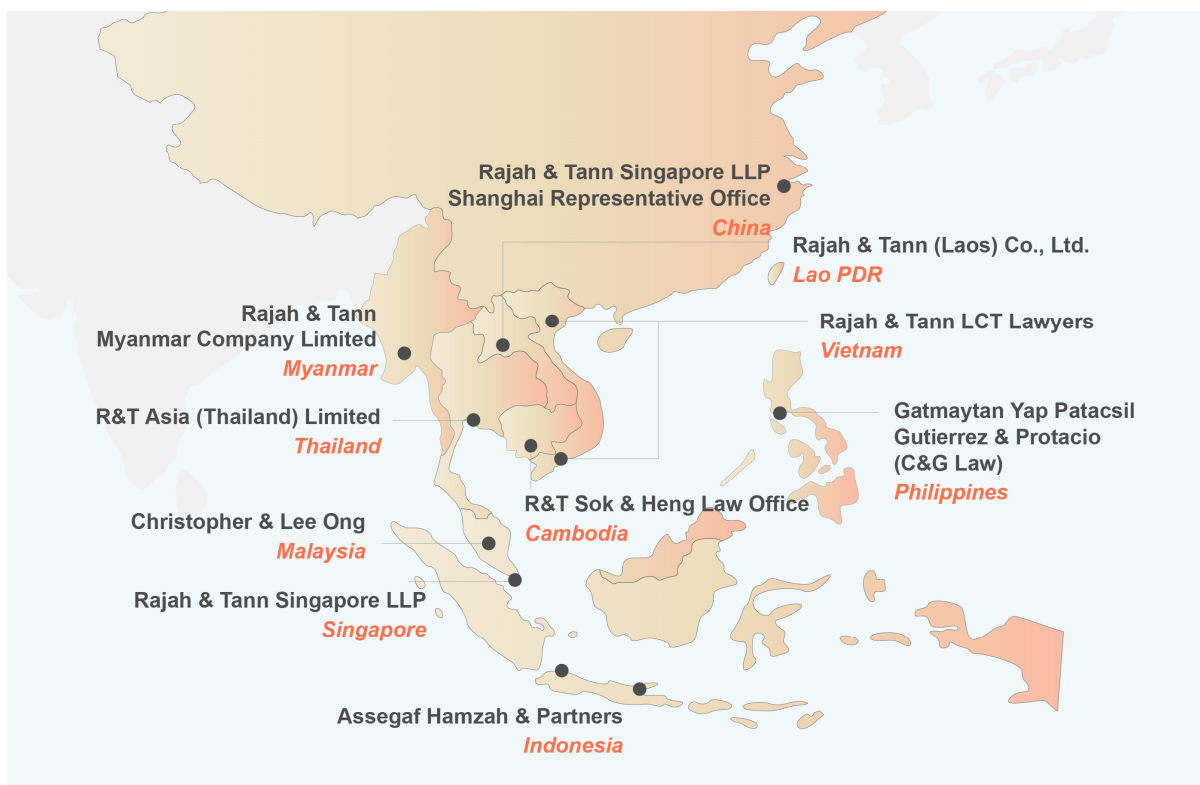 Rajah & Tann Singapore LLP
Shanghai Representative Office
China
Rajah & Tann (Laos) Co., Ltd.
Lao PDR
Rajah & Tann
Myanmar Company Limited
Myanmar
Rajah & Tann LCT Lawyers
Vietnam
R&T Asia (Thailand) Limited
Thailand
Gatmaytan Yap Patacsil
Gutierrez & Protacio
(C&G Law)
Philippines
R&T Sok & Heng Law Office
Cambodia
Christopher & Lee Ong
Malaysia
Rajah & Tann Singapore LLP
Singapore
Assegaf Hamzah & Partners
Indonesia